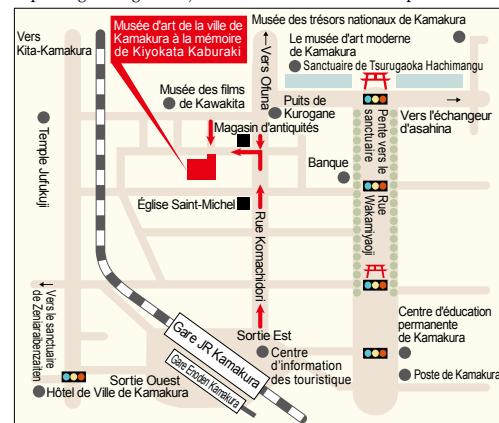 Musée des trésors nationaux de Kamakura
Vers
Kita-Kamakura
Musée d'art de la ville de
Kamakura à la mémoire
de Kiyokata Kaburaki
Le musée d'art moderne
de Kamakura
Sanctuaire de Tsurugaoka Hachimangu
Vers Ofuna
Musée des films
de Kawakita
Puits de
Kurogane
Vers l'échangeur
d'asahina
Magasin d'antiquités
Pente vers le
sanctuaire
Temple Jufukuji
Banque
Église Saint-Michel
Rue
Wakamiyaoji
Rue Komachidori
Vers le sanctuaire
de Zeniarabenzaiten
Gare JR Kamakura
Gare Enoden Kamakura
Sortie Est
Centre
d'information
des touristique
Centre d'éducation
permanente
de Kamakura
Sortie Ouest
Hôtel de Ville de Kamakura
Poste de Kamakura